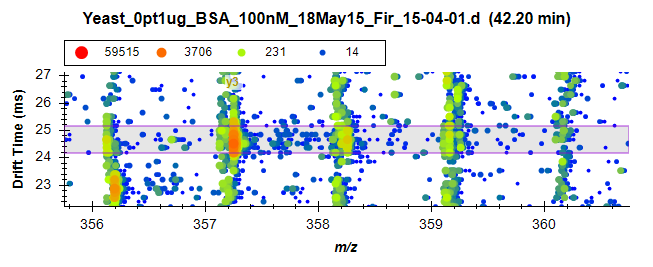 Yeast_0pt1ug_BSA_100nM_18May15_Fir_15-04-01.d (42.20 min)
59515 3706 231 14
y3
27
26
25
24
23
Drift Time (ms)
356 357 358 359 360
m/z